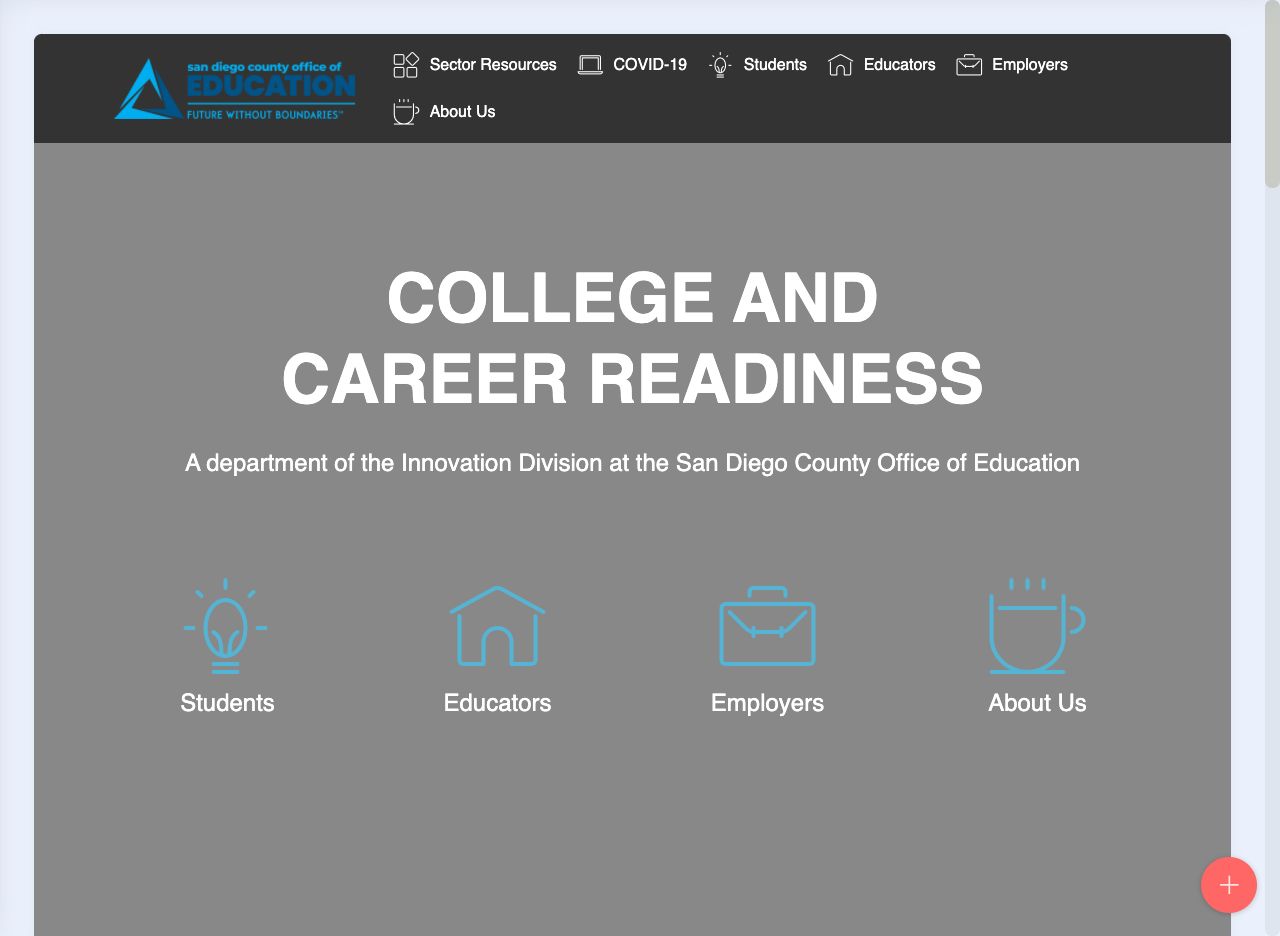 san diego county office of
EDUCATION
FUTURE WITHOUT BOUNDARIES™
Sector Resources COVID-19 Students Educators Employers
About Us
COLLEGE AND
CAREER READINESS
A department of the Innovation Division at the San Diego County Office of Education
Students Educators Employers About Us